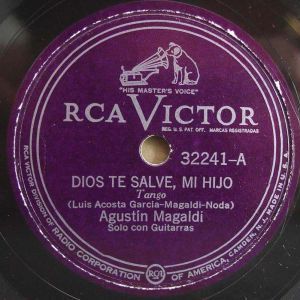 "HIS MASTER'S VOICE"
RCA VICTOR
REG. U.S. PAT. OFF. MARCAS REGISTRADAS
32241-A
DIOS TE SALVE, MI HIJO
Tango
(Luis Acosta García-Magaldi-Noda)
Agustín Magaldi
Solo con Guitarras
RCA VICTOR DIVISION OF RADIO CORPORATION OF AMERICA, CAMDEN, N.J. MADE IN U.S.A.
RCA